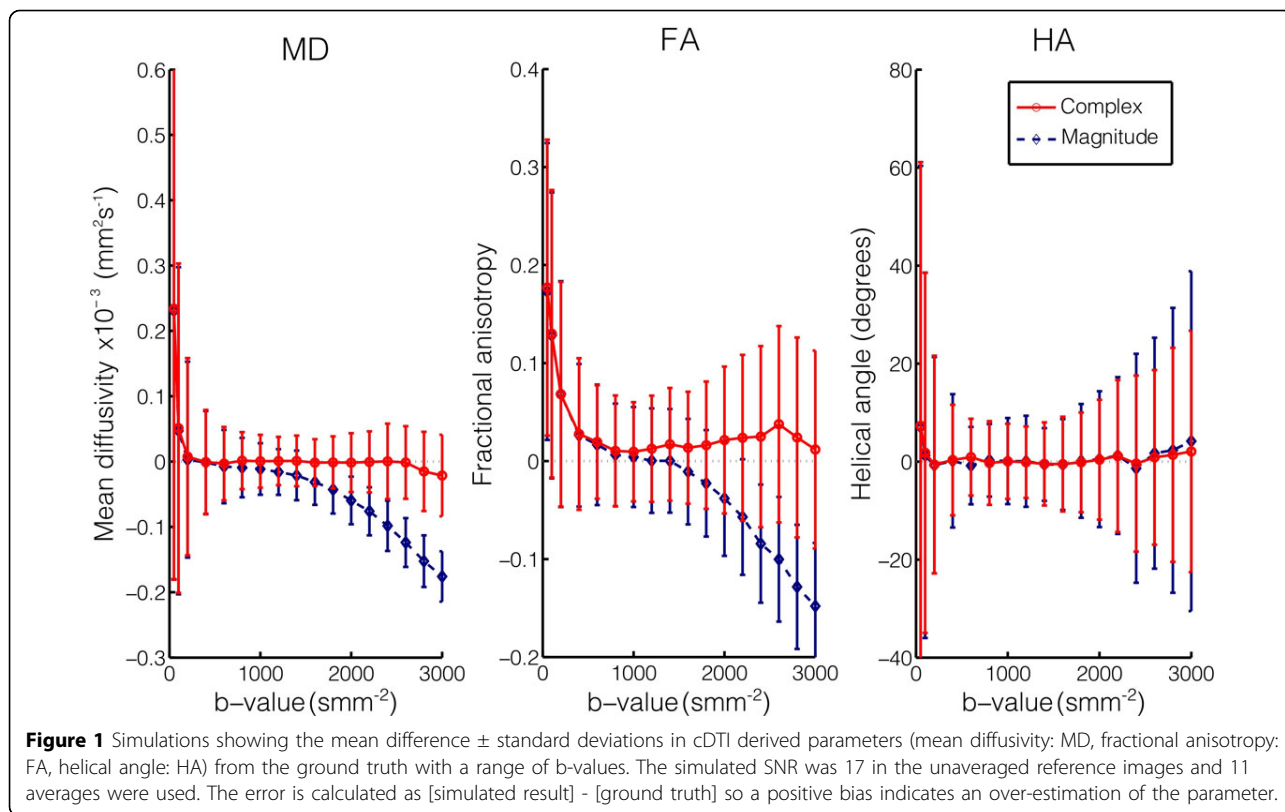 MD
FA
HA
0.6
0.5
0.4
0.3
0.2
0.1
0
−0.1
−0.2
−0.3
Mean diffusivity x10⁻³ (mm²s⁻¹)
0
1000
2000
3000
b−value (smm⁻²)
0.4
0.3
0.2
0.1
0
−0.1
−0.2
Fractional anisotropy
0
1000
2000
3000
b−value (smm⁻²)
80
60
40
20
0
−20
−40
Helical angle (degrees)
0
1000
2000
3000
b−value (smm⁻²)
Complex
Magnitude
Figure 1 Simulations showing the mean difference ± standard deviations in cDTI derived parameters (mean diffusivity: MD, fractional anisotropy:
FA, helical angle: HA) from the ground truth with a range of b-values. The simulated SNR was 17 in the unaveraged reference images and 11
averages were used. The error is calculated as [simulated result] - [ground truth] so a positive bias indicates an over-estimation of the parameter.